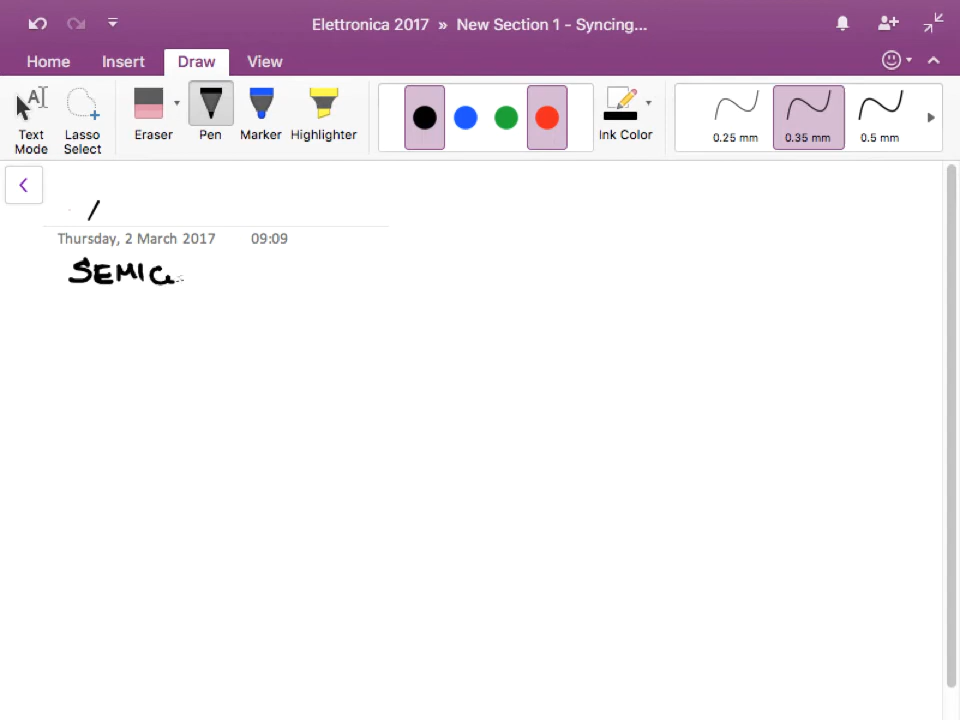 Elettronica 2017 » New Section 1 - Syncing...
Home Insert Draw View
Text Mode
Lasso Select
Eraser
Pen
Marker
Highlighter
Ink Color
0.25 mm
0.35 mm
0.5 mm
/
Thursday, 2 March 2017 09:09
SEMIC